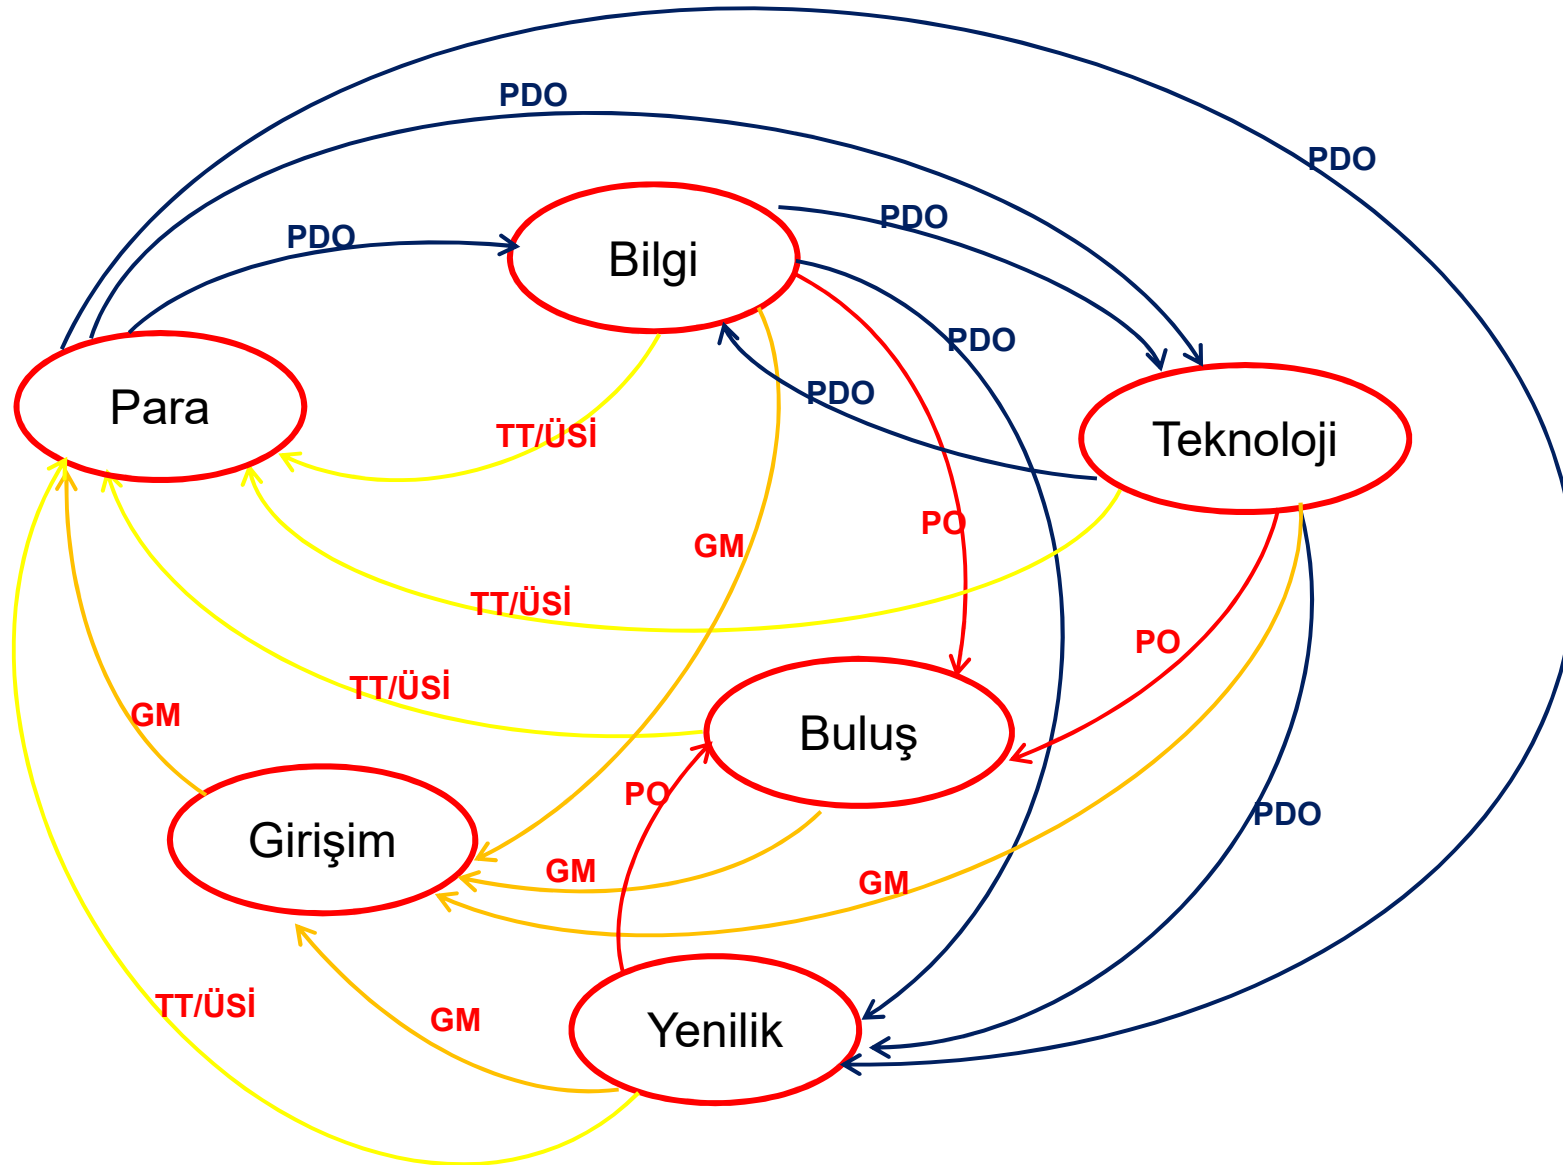 PDO
PDO
PDO
PDO
Bilgi
PDO
PDO
Para
Teknoloji
TT/ÜSİ
PO
GM
TT/ÜSİ
PO
TT/ÜSİ
GM
Buluş
PO
PDO
Girişim
GM
GM
TT/ÜSİ
GM
Yenilik